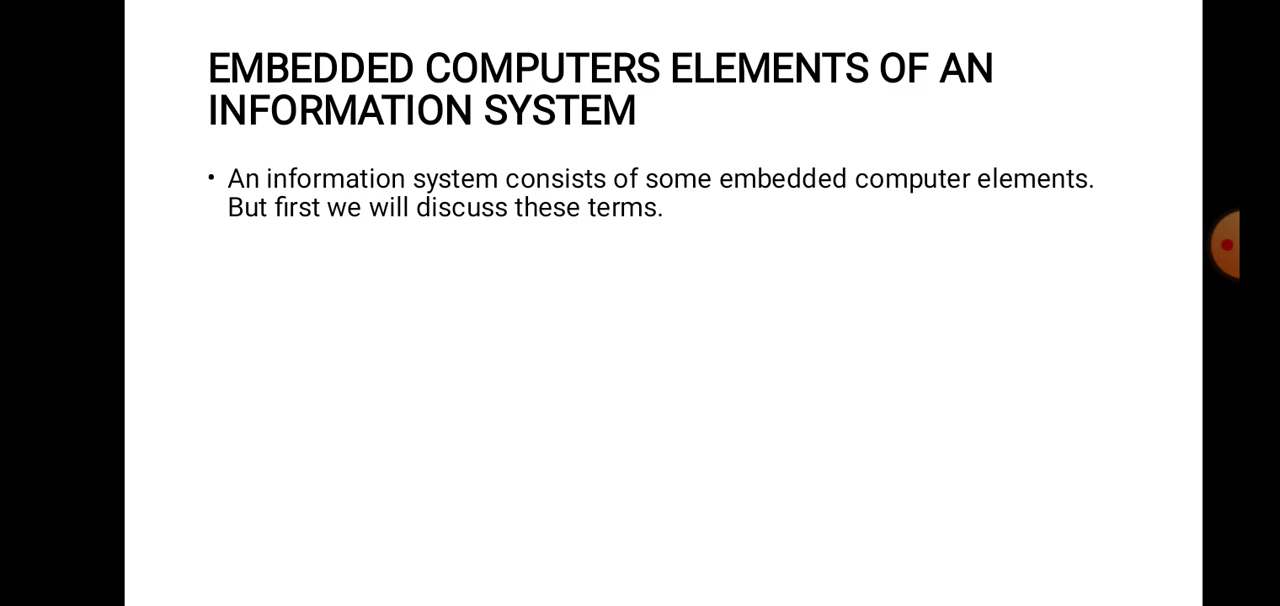 EMBEDDED COMPUTERS ELEMENTS OF AN
INFORMATION SYSTEM
• An information system consists of some embedded computer elements.
But first we will discuss these terms.